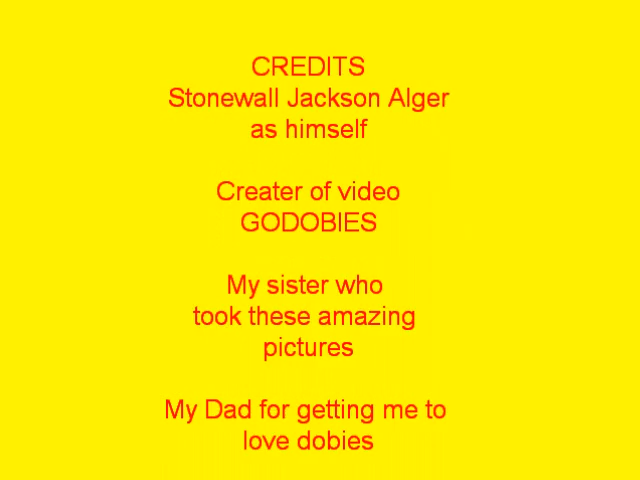 CREDITS
Stonewall Jackson Alger
as himself
Creater of video
GODOBIES
My sister who
took these amazing
pictures
My Dad for getting me to
love dobies